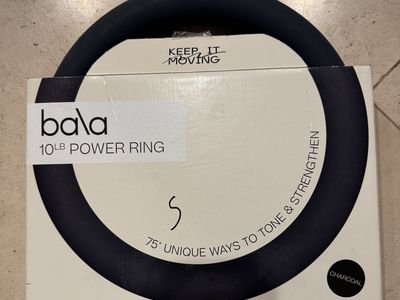 KEEP IT
MOVING
bala
10LB POWER RING
S
75+ UNIQUE WAYS TO TONE & STRENGTHEN
CHARCOAL